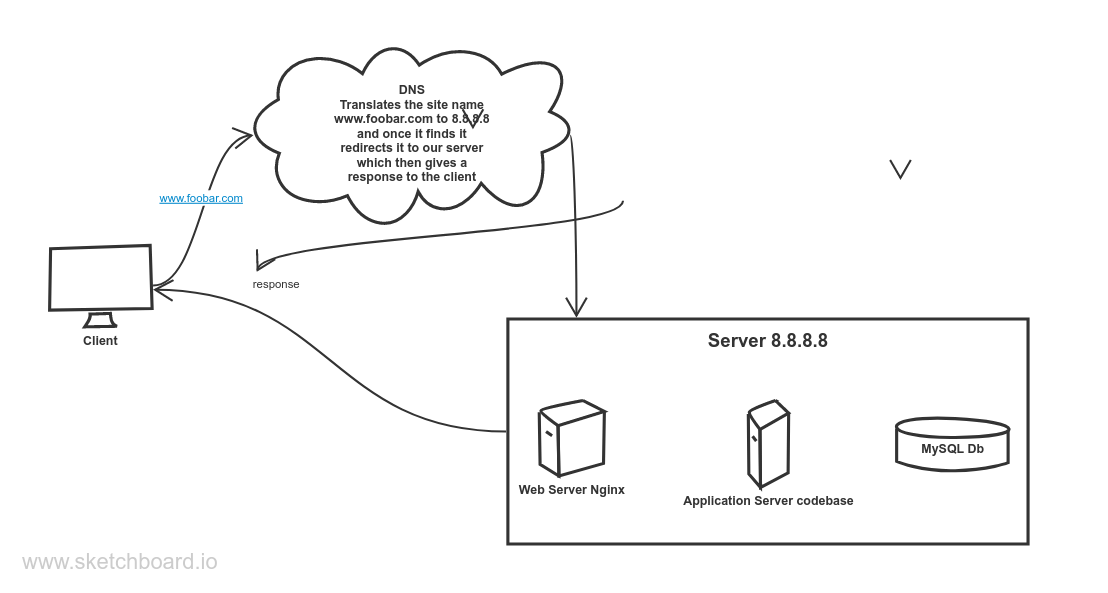 DNS
Translates the site name
www.foobar.com to 8.8.8.8
and once it finds it
redirects it to our server
which then gives a
response to the client
www.foobar.com
response
Client
Server 8.8.8.8
MySQL Db
Web Server Nginx
Application Server codebase
www.sketchboard.io